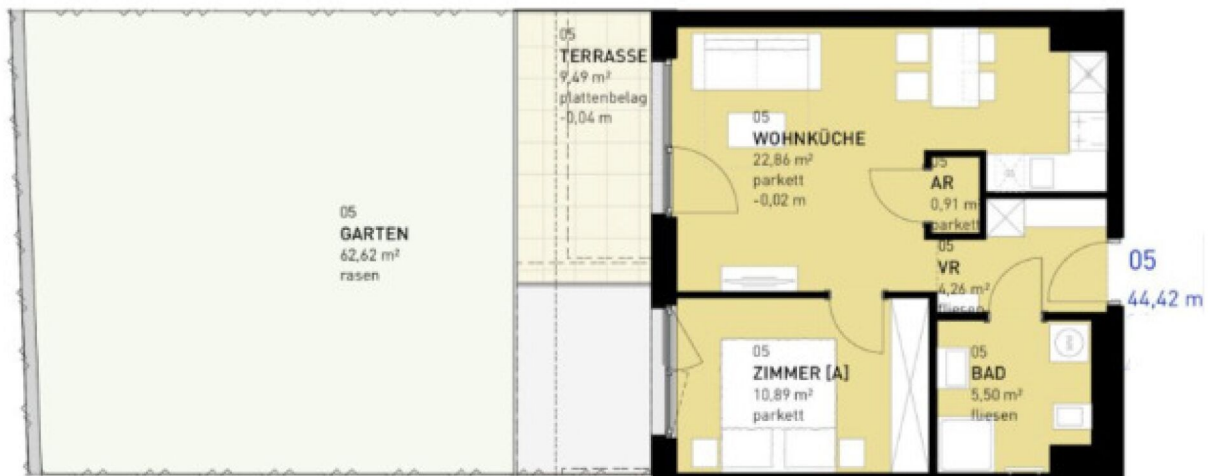 05
TERRASSE
9,49 m²
plattenbelag
-0,04 m
05
WOHNKÜCHE
22,86 m²
parkett
-0,02 m
05
AR
0,91 m
parkett
05
GARTEN
62,62 m²
rasen
05
VR
4,26 m²
fliesen
05
44,42 m
05
ZIMMER [A]
10,89 m²
parkett
05
BAD
5,50 m²
fliesen